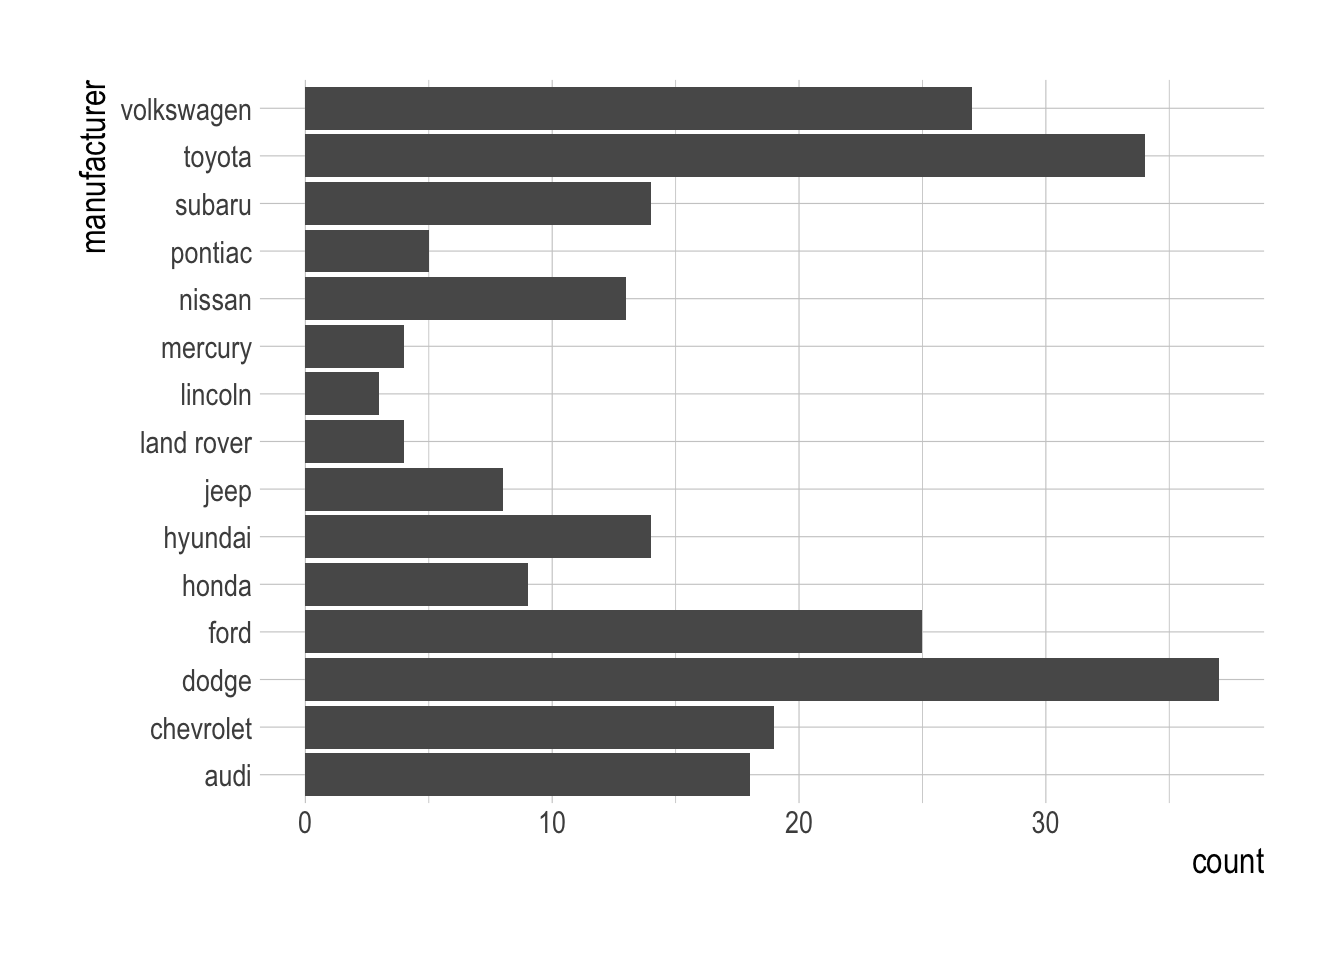 manufacturer
volkswagen
toyota
subaru
pontiac
nissan
mercury
lincoln
land rover
jeep
hyundai
honda
ford
dodge
chevrolet
audi
0 10 20 30
count